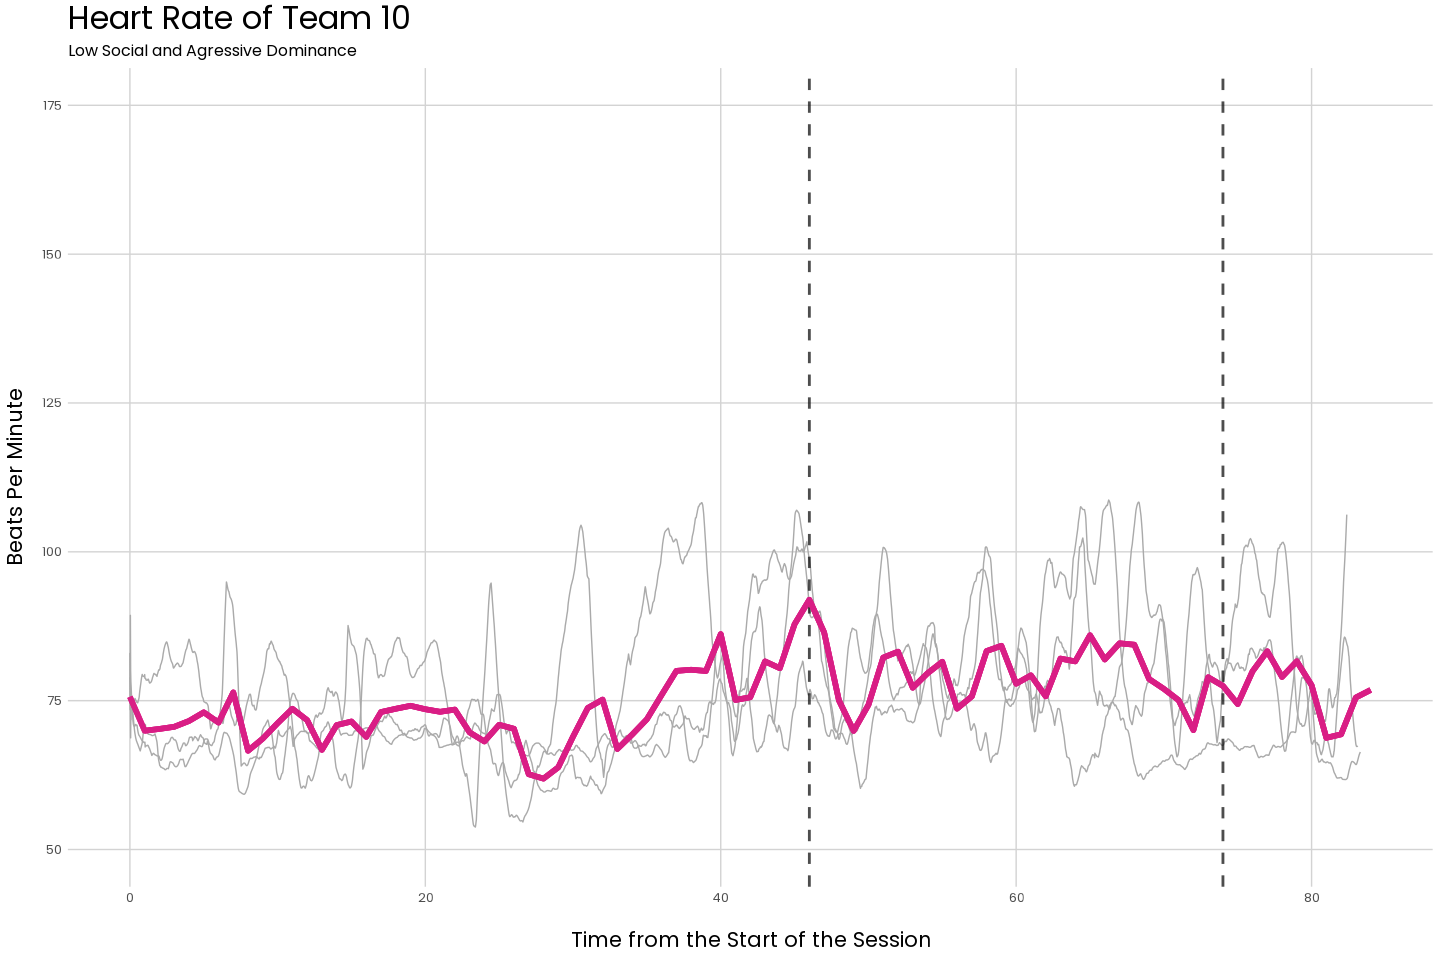 Heart Rate of Team 10
Low Social and Agressive Dominance
175
150
125
100
75
50
Beats Per Minute
0 20 40 60 80
Time from the Start of the Session